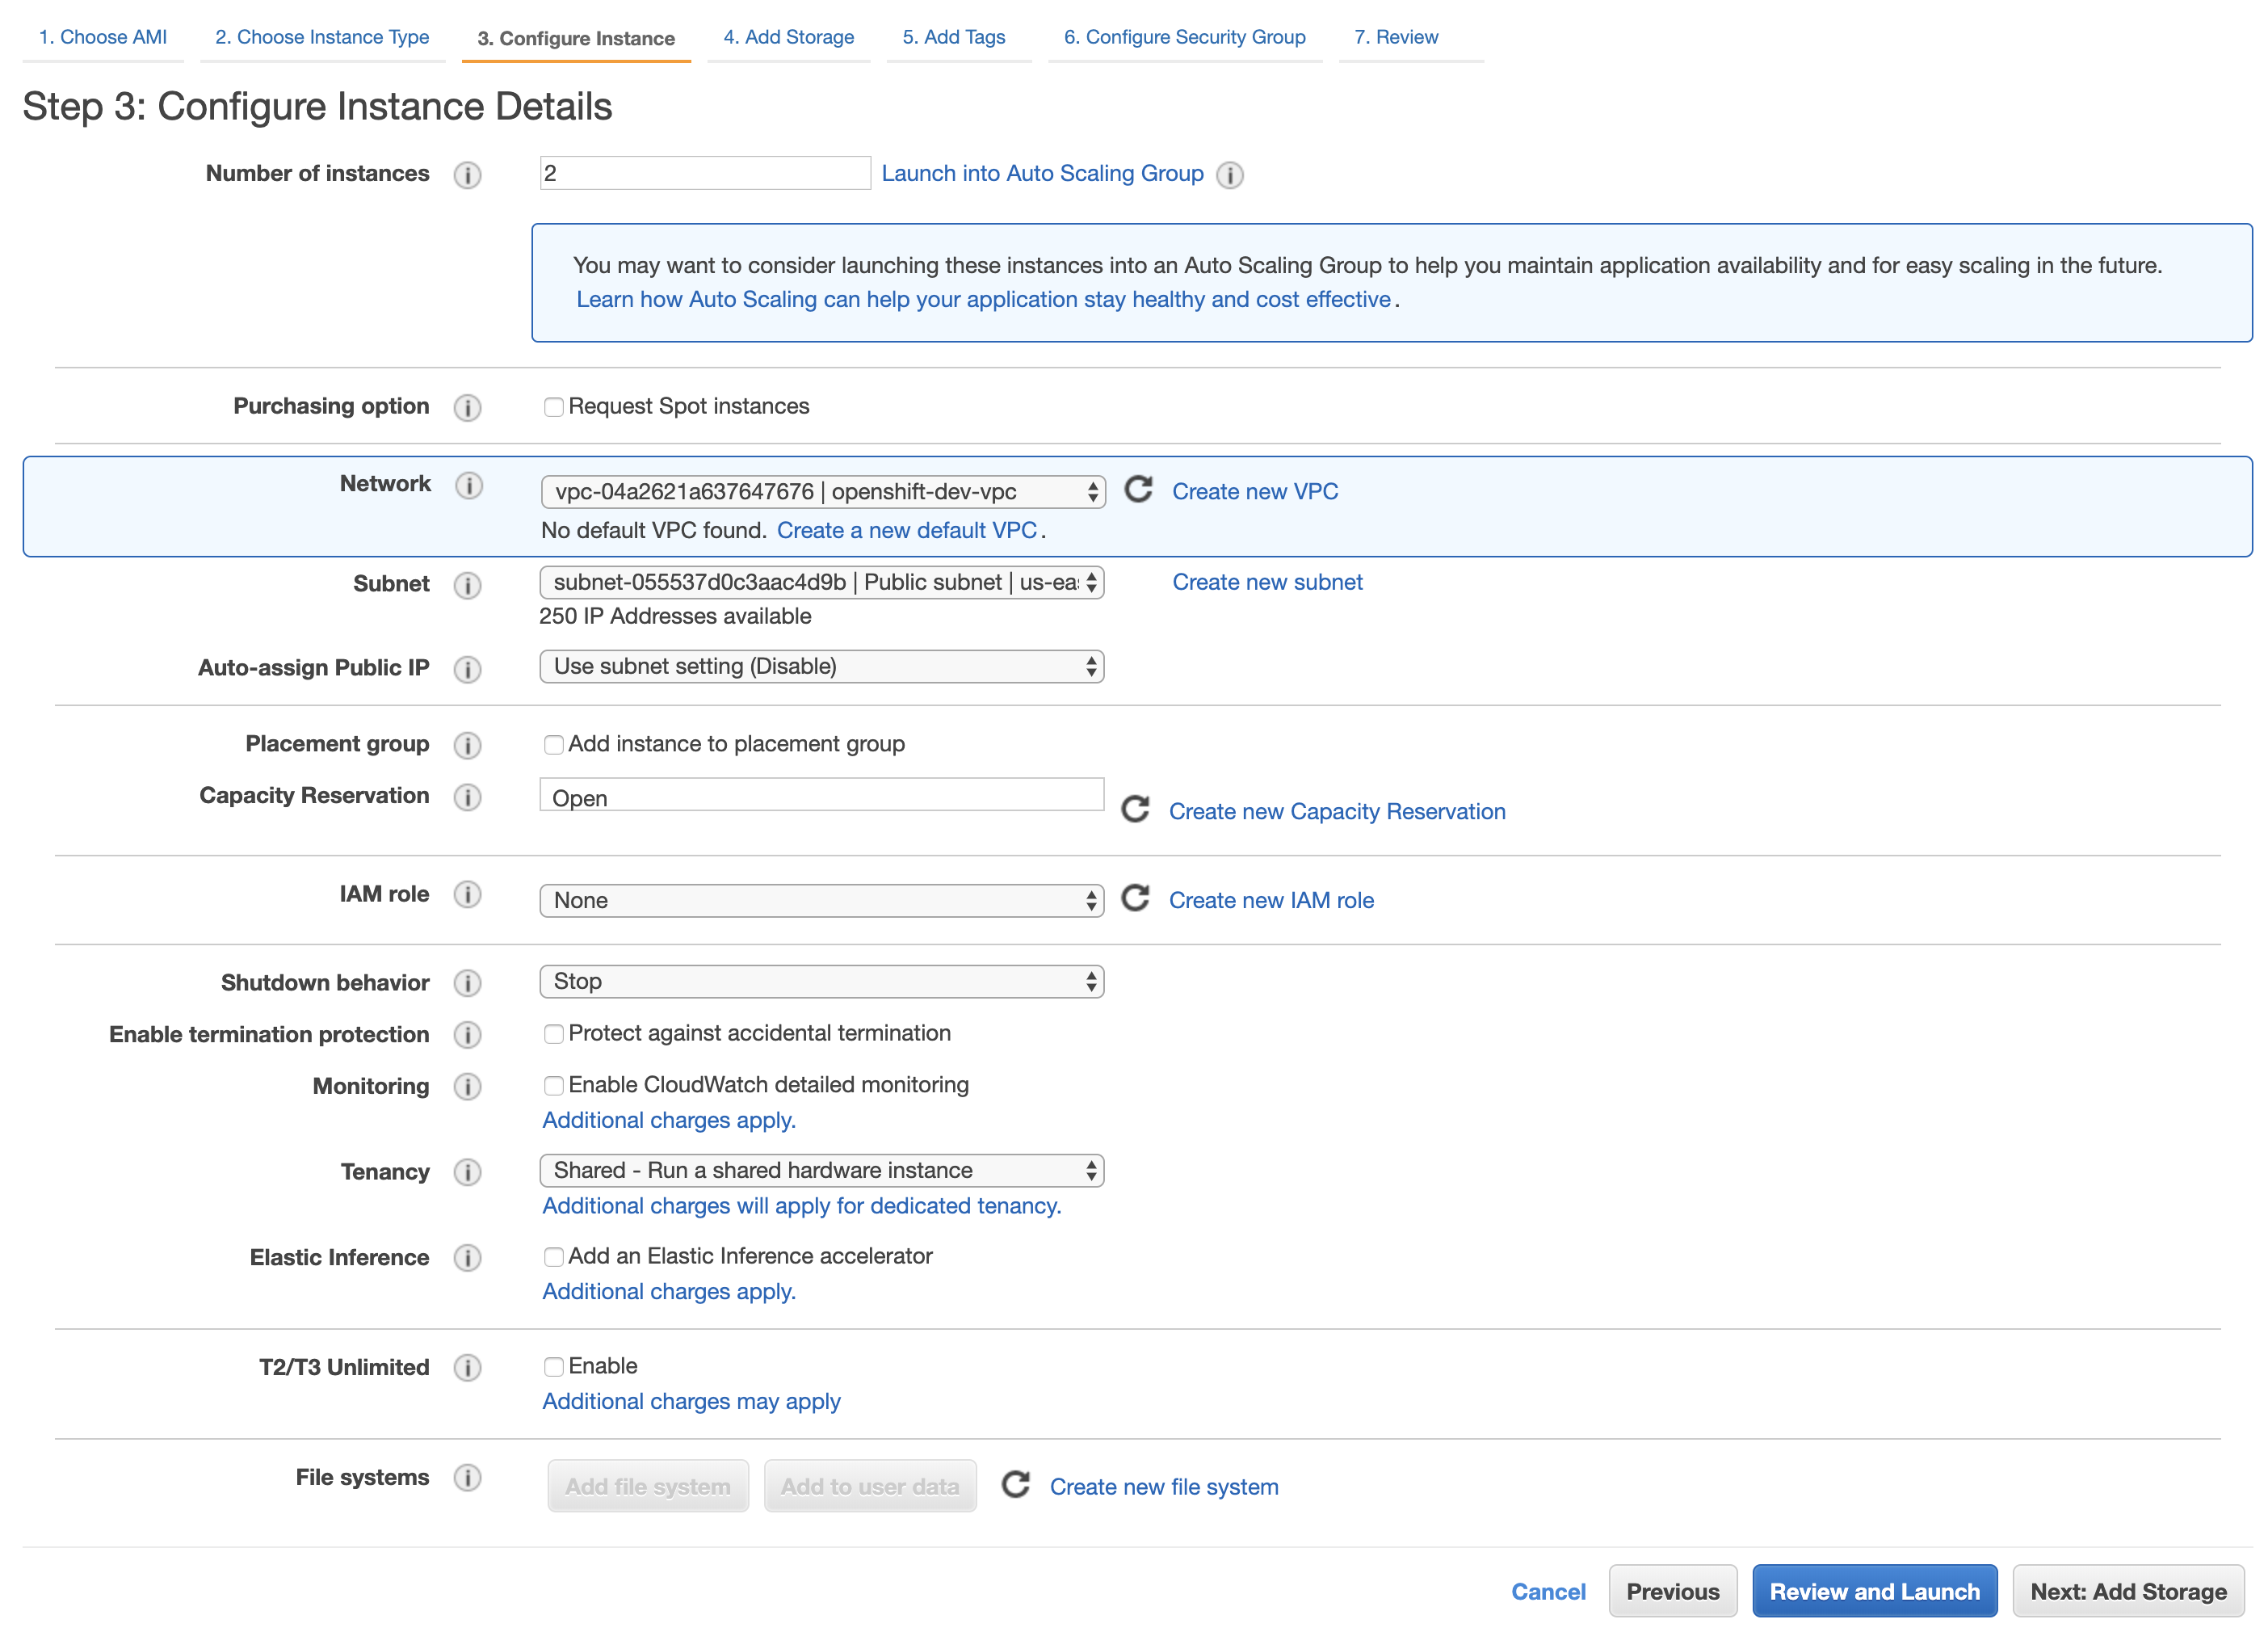 1. Choose AMI 2. Choose Instance Type 3. Configure Instance 4. Add Storage 5. Add Tags 6. Configure Security Group 7. Review
Step 3: Configure Instance Details
Number of instances 2 Launch into Auto Scaling Group
You may want to consider launching these instances into an Auto Scaling Group to help you maintain application availability and for easy scaling in the future.
Learn how Auto Scaling can help your application stay healthy and cost effective.
Purchasing option Request Spot instances
Network vpc-04a2621a637647676 | openshift-dev-vpc Create new VPC
No default VPC found. Create a new default VPC.
Subnet subnet-055537d0c3aac4d9b | Public subnet | us-ea Create new subnet
250 IP Addresses available
Auto-assign Public IP Use subnet setting (Disable)
Placement group Add instance to placement group
Capacity Reservation Open Create new Capacity Reservation
IAM role None Create new IAM role
Shutdown behavior Stop
Enable termination protection Protect against accidental termination
Monitoring Enable CloudWatch detailed monitoring
Additional charges apply.
Tenancy Shared - Run a shared hardware instance
Additional charges will apply for dedicated tenancy.
Elastic Inference Add an Elastic Inference accelerator
Additional charges apply.
T2/T3 Unlimited Enable
Additional charges may apply
File systems Add file system Add to user data Create new file system
Cancel Previous Review and Launch Next: Add Storage